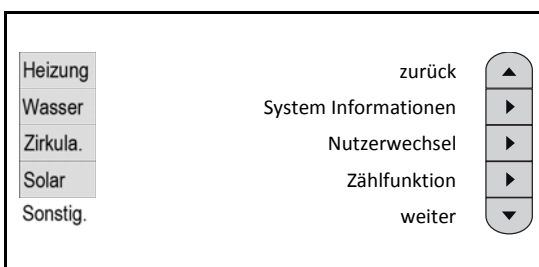 Heizung zurück
Wasser System Informationen
Zirkula. Nutzerwechsel
Solar Zählfunktion
Sonstig. weiter